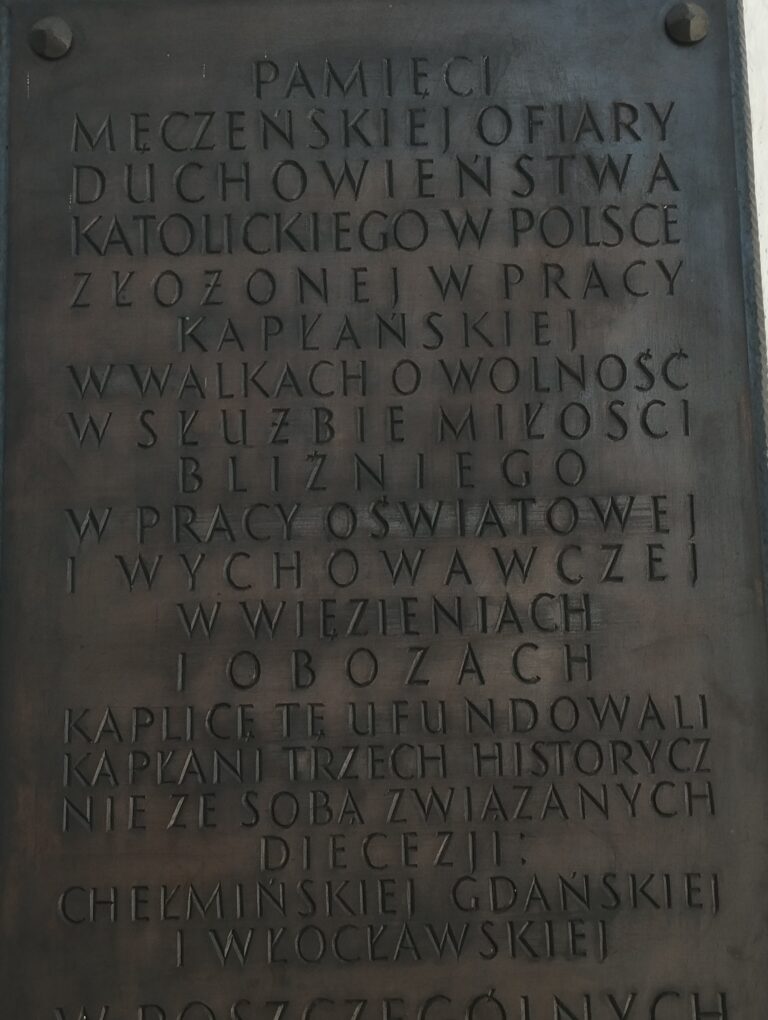 PAMIĘCI
MĘCZEŃSKIEJ OFIARY
DUCHOWIEŃSTWA
KATOLICKIEGO W POLSCE
ZŁOŻONEJ W PRACY
KAPŁAŃSKIEJ
W WALKACH O WOLNOŚĆ
W SŁUŻBIE MIŁOŚCI
BLIŹNIEGO
W PRACY OŚWIATOWEJ
I WYCHOWAWCZEJ
W WIĘZIENIACH
I OBOZACH
KAPLICĘ TĘ UFUNDOWALI
KAPŁANI TRZECH HISTORYCZ
NIE ZE SOBĄ ZWIĄZANYCH
DIECEZJI:
CHEŁMIŃSKIEJ GDAŃSKIEJ
I WŁOCŁAWSKIEJ
W POSZCZEGÓLNYCH